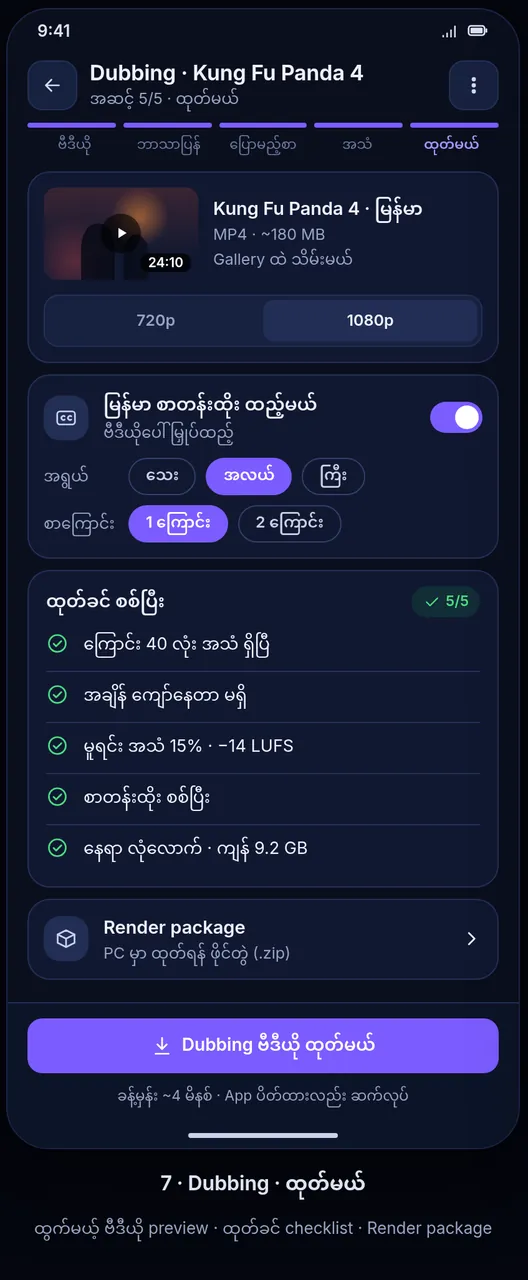 9:41
Dubbing · Kung Fu Panda 4
အဆင့် 5/5 · ထုတ်မယ်
ဗီဒီယို ဘာသာပြန် ပြောမည့်စာ အသံ ထုတ်မယ်
24:10
Kung Fu Panda 4 · မြန်မာ
MP4 · ~180 MB
Gallery ထဲ သိမ်းမယ်
720p 1080p
မြန်မာ စာတန်းထိုး ထည့်မယ်
ဗီဒီယိုပေါ် မြှုပ်ထည့်
အရွယ် သေး အလယ် ကြီး
စာကြောင်း 1 ကြောင်း 2 ကြောင်း
ထုတ်ခင် စစ်ပြီး 5/5
ကြောင်း 40 လုံး အသံ ရှိပြီ
အချိန် ကျော်နေတာ မရှိ
မူရင်း အသံ 15% · −14 LUFS
စာတန်းထိုး စစ်ပြီး
နေရာ လုံလောက် · ကျန် 9.2 GB
Render package
PC မှာ ထုတ်ရန် ဖိုင်တွဲ (.zip)
Dubbing ဗီဒီယို ထုတ်မယ်
ခန့်မှန်း ~4 မိနစ် · App ပိတ်ထားလည်း ဆက်လုပ်
7 · Dubbing · ထုတ်မယ်
ထွက်မယ့် ဗီဒီယို preview · ထုတ်ခင် checklist · Render package